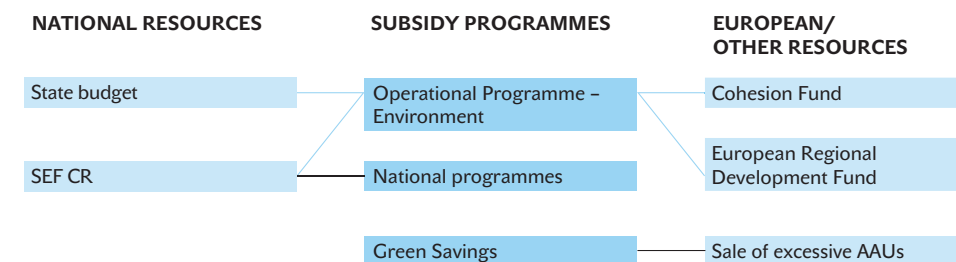 NATIONAL RESOURCES
SUBSIDY PROGRAMMES
EUROPEAN/
OTHER RESOURCES
State budget
Operational Programme –
Environment
Cohesion Fund
SEF CR
National programmes
European Regional
Development Fund
Green Savings
Sale of excessive AAUs